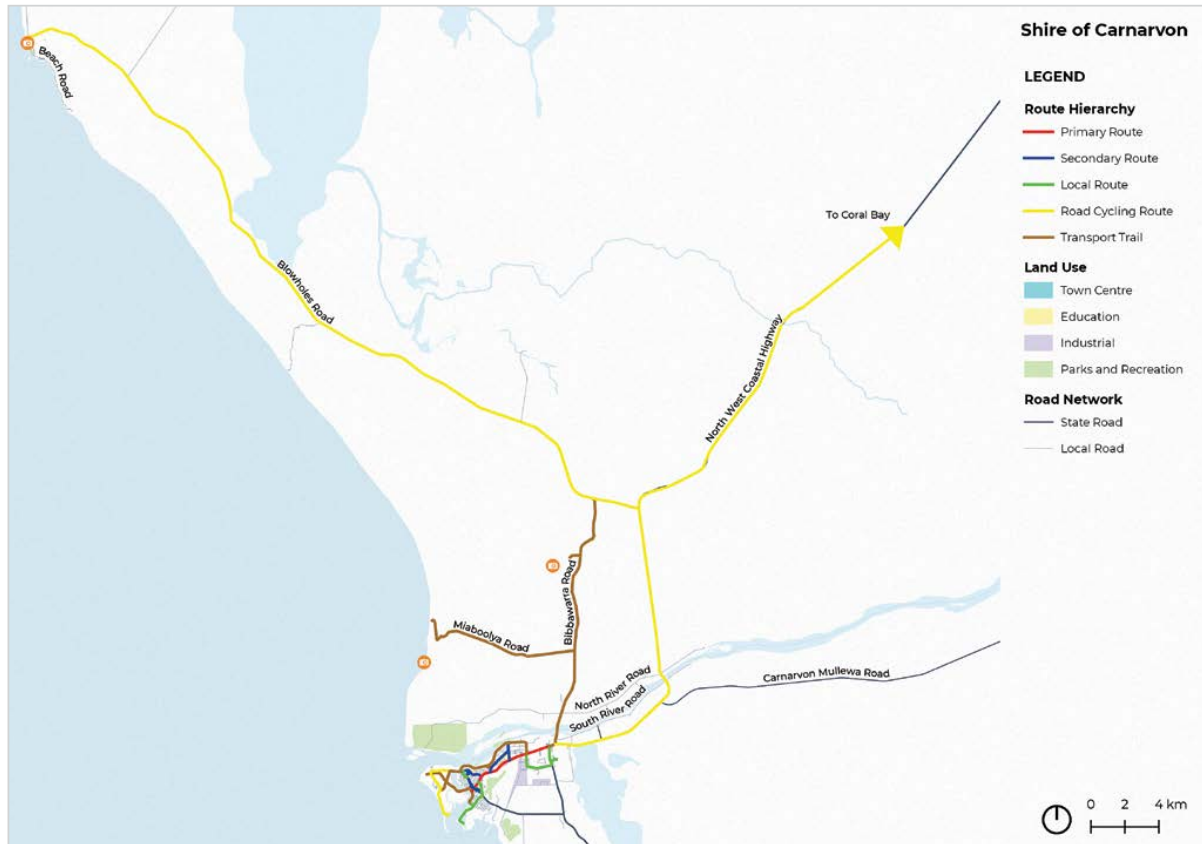 Shire of Carnarvon
LEGEND
Route Hierarchy
Primary Route
Secondary Route
Local Route
Road Cycling Route
Transport Trail
Land Use
Town Centre
Education
Industrial
Parks and Recreation
Road Network
State Road
Local Road
Beach Road
Blowholes Road
To Coral Bay
North West Coastal Highway
Bibbawarra Road
Miaboolya Road
North River Road
South River Road
Carnarvon Mullewa Road
0 2 4 km